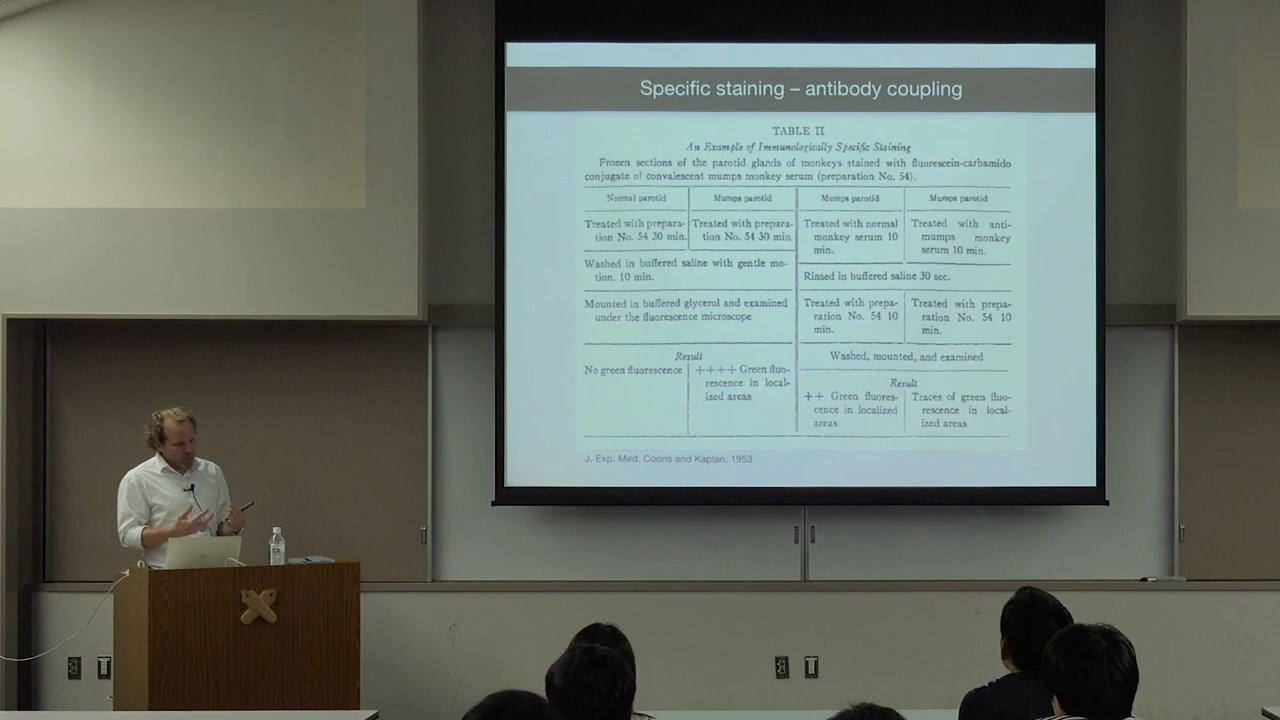 Specific staining – antibody coupling
TABLE II
An Example of Immunologically Specific Staining
Frozen sections of the parotid glands of monkeys stained with fluorescein-carbamido
conjugate of convalescent mumps monkey serum (preparation No. 54).
Normal parotid
Mumps parotid
Mumps parotid
Mumps parotid
Treated with prepara-
tion No. 54 30 min.
Treated with prepara-
tion No. 54 30 min.
Treated with normal
monkey serum 10
min.
Treated with anti-
mumps monkey
serum 10 min.
Washed in buffered saline with gentle mo-
tion. 10 min.
Rinsed in buffered saline 30 sec.
Mounted in buffered glycerol and examined
under the fluorescence microscope
Treated with prepa-
ration No. 54 10
min.
Treated with prepa-
ration No. 54 10
min.
Result
No green fluorescence
++++ Green fluo-
rescence in local-
ized areas
Washed, mounted, and examined
Result
++ Green fluores-
cence in localized
areas
Traces of green fluo-
rescence in local-
ized areas
J. Exp. Med. Coons and Kaplan, 1953